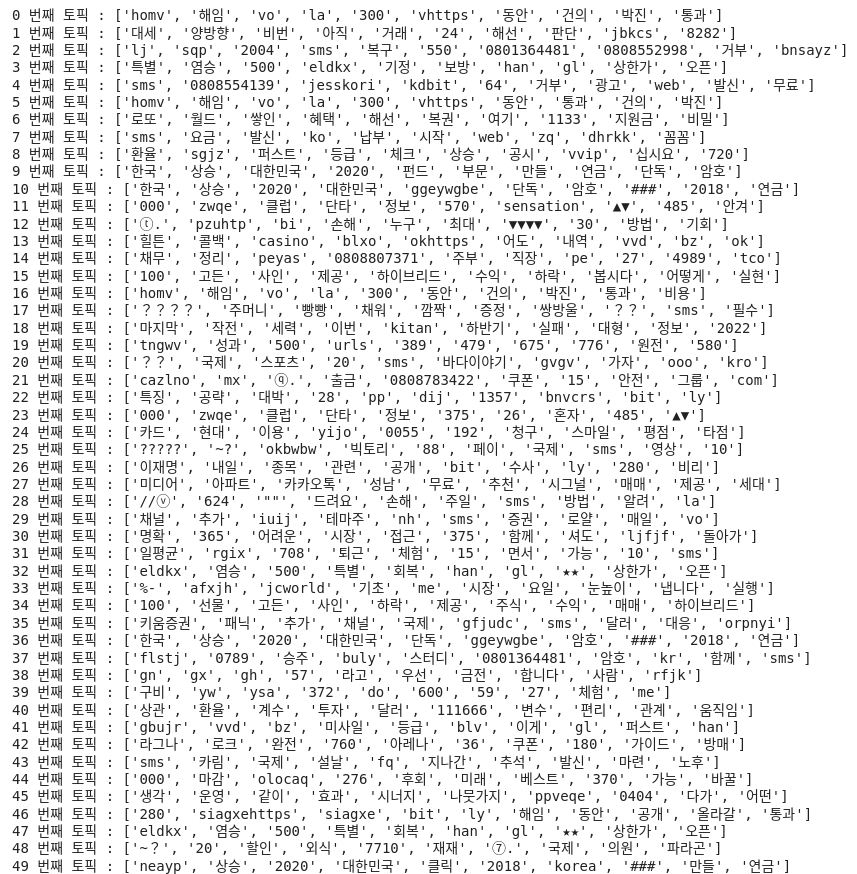 0 번째 토픽 : ['homv', '해임', 'vo', 'la', '300', 'vhttps', '동안', '건의', '박진', '통과']
1 번째 토픽 : ['대세', '양방향', '비번', '아직', '거래', '24', '해선', '판단', 'jbkcs', '8282']
2 번째 토픽 : ['lj', 'sqp', '2004', 'sms', '복구', '550', '0801364481', '0808552998', '거부', 'bnsayz']
3 번째 토픽 : ['특별', '염승', '500', 'eldkx', '기정', '보방', 'han', 'gl', '상한가', '오픈']
4 번째 토픽 : ['sms', '0808554139', 'jesskori', 'kdbit', '64', '거부', '광고', 'web', '발신', '무료']
5 번째 토픽 : ['homv', '해임', 'vo', 'la', '300', 'vhttps', '동안', '통과', '건의', '박진']
6 번째 토픽 : ['로또', '월드', '쌓인', '혜택', '해선', '복권', '여기', '1133', '지원금', '비밀']
7 번째 토픽 : ['sms', '요금', '발신', 'ko', '납부', '시작', 'web', 'zq', 'dhrkk', '꼼꼼']
8 번째 토픽 : ['환율', 'sgjz', '퍼스트', '등급', '체크', '상승', '공시', 'vvip', '십시요', '720']
9 번째 토픽 : ['한국', '상승', '대한민국', '2020', '펀드', '부문', '만들', '연금', '단독', '암호']
10 번째 토픽 : ['한국', '상승', '2020', '대한민국', 'ggeywgbe', '단독', '암호', '###', '2018', '연금']
11 번째 토픽 : ['000', 'zwqe', '클럽', '단타', '정보', '570', 'sensation', '▲▼', '485', '안겨']
12 번째 토픽 : ['ⓣ.', 'pzuhtp', 'bi', '손해', '누구', '최대', '▼▼▼▼', '30', '방법', '기회']
13 번째 토픽 : ['힐튼', '콜백', 'casino', 'blxo', 'okhttps', '어도', '내역', 'vvd', 'bz', 'ok']
14 번째 토픽 : ['채무', '정리', 'peyas', '0808807371', '주부', '직장', 'pe', '27', '4989', 'tco']
15 번째 토픽 : ['100', '고든', '사인', '제공', '하이브리드', '수익', '하락', '봅시다', '어떻게', '실현']
16 번째 토픽 : ['homv', '해임', 'vo', 'la', '300', '동안', '건의', '박진', '통과', '비용']
17 번째 토픽 : ['？？？？', '주머니', '빵빵', '채워', '깜짝', '증정', '쌍방울', '？？', 'sms', '필수']
18 번째 토픽 : ['마지막', '작전', '세력', '이번', 'kitan', '하반기', '실패', '대형', '정보', '2022']
19 번째 토픽 : ['tngwv', '성과', '500', 'urls', '389', '479', '675', '776', '원전', '580']
20 번째 토픽 : ['？？', '국제', '스포츠', '20', 'sms', '바다이야기', 'gvgv', '가자', 'ooo', 'kro']
21 번째 토픽 : ['cazlno', 'mx', 'ⓠ.', '출금', '0808783422', '쿠폰', '15', '안전', '그룹', 'com']
22 번째 토픽 : ['특징', '공략', '대박', '28', 'pp', 'dij', '1357', 'bnvcrs', 'bit', 'ly']
23 번째 토픽 : ['000', 'zwqe', '클럽', '단타', '정보', '375', '26', '혼자', '485', '▲▼']
24 번째 토픽 : ['카드', '현대', '이용', 'yijo', '0055', '192', '청구', '스마일', '평점', '타점']
25 번째 토픽 : ['?????', '~?', 'okbwbw', '빅토리', '88', '페이', '국제', 'sms', '영상', '10']
26 번째 토픽 : ['이재명', '내일', '종목', '관련', '공개', 'bit', '수사', 'ly', '280', '비리']
27 번째 토픽 : ['미디어', '아파트', '카카오톡', '성남', '무료', '추천', '시그널', '매매', '제공', '세대']
28 번째 토픽 : ['//ⓥ', '624', '""', '드려요', '손해', '주일', 'sms', '방법', '알려', 'la']
29 번째 토픽 : ['채널', '추가', 'iuij', '테마주', 'nh', 'sms', '증권', '로얄', '매일', 'vo']
30 번째 토픽 : ['명확', '365', '어려운', '시장', '접근', '375', '함께', '셔도', 'ljfjf', '돌아가']
31 번째 토픽 : ['일평균', 'rgix', '708', '퇴근', '체험', '15', '면서', '가능', '10', 'sms']
32 번째 토픽 : ['eldkx', '염승', '500', '특별', '회복', 'han', 'gl', '★★', '상한가', '오픈']
33 번째 토픽 : ['%-', 'afxjh', 'jcworld', '기초', 'me', '시장', '요일', '눈높이', '냅니다', '실행']
34 번째 토픽 : ['100', '선물', '고든', '사인', '하락', '제공', '주식', '수익', '매매', '하이브리드']
35 번째 토픽 : ['키움증권', '패닉', '추가', '채널', '국제', 'gfjudc', 'sms', '달러', '대응', 'orpnyi']
36 번째 토픽 : ['한국', '상승', '2020', '대한민국', '단독', 'ggeywgbe', '암호', '###', '2018', '연금']
37 번째 토픽 : ['flstj', '0789', '승주', 'buly', '스터디', '0801364481', '암호', 'kr', '함께', 'sms']
38 번째 토픽 : ['gn', 'gx', 'gh', '57', '라고', '우선', '금전', '합니다', '사람', 'rfjk']
39 번째 토픽 : ['구비', 'yw', 'ysa', '372', 'do', '600', '59', '27', '체험', 'me']
40 번째 토픽 : ['상관', '환율', '계수', '투자', '달러', '111666', '변수', '편리', '관계', '움직임']
41 번째 토픽 : ['gbujr', 'vvd', 'bz', '미사일', '등급', 'blv', '이게', 'gl', '퍼스트', 'han']
42 번째 토픽 : ['라그나', '로크', '완전', '760', '아레나', '36', '쿠폰', '180', '가이드', '방매']
43 번째 토픽 : ['sms', '카림', '국제', '설날', 'fq', '지나간', '추석', '발신', '마련', '노후']
44 번째 토픽 : ['000', '마감', 'olocaq', '276', '후회', '미래', '베스트', '370', '가능', '바꿀']
45 번째 토픽 : ['생각', '운영', '같이', '효과', '시너지', '나뭇가지', 'ppveqe', '0404', '다가', '어떤']
46 번째 토픽 : ['280', 'siagxehttps', 'siagxe', 'bit', 'ly', '해임', '동안', '공개', '올라갈', '통과']
47 번째 토픽 : ['eldkx', '염승', '500', '특별', '회복', 'han', 'gl', '★★', '상한가', '오픈']
48 번째 토픽 : ['~？', '20', '할인', '외식', '7710', '재재', '⑦.', '국제', '의원', '파라곤']
49 번째 토픽 : ['neayp', '상승', '2020', '대한민국', '클릭', '2018', 'korea', '###', '만들', '연금']